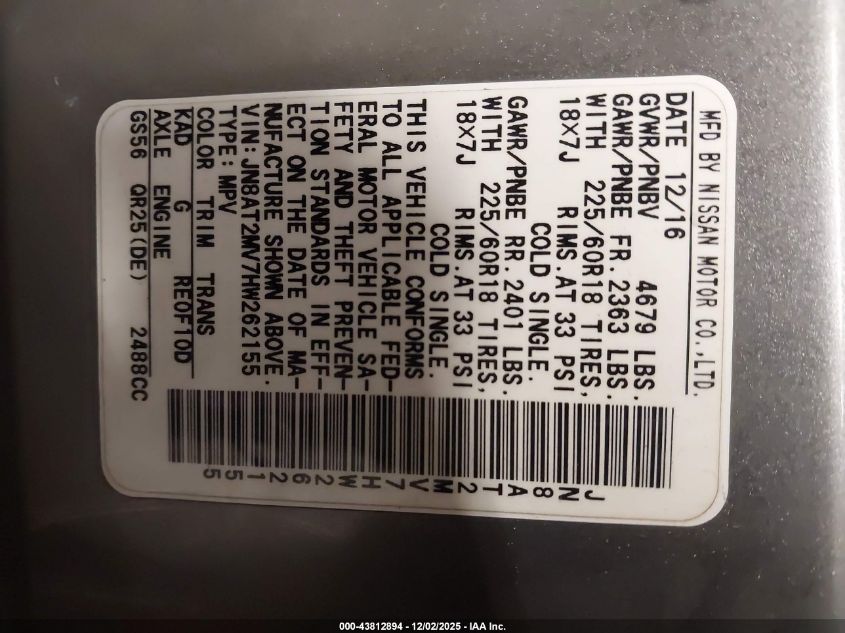 MFD BY NISSAN MOTOR CO.,LTD.
DATE 12/16
GVWR/PNBV 4679 LBS.
GAWR/PNBE FR. 2363 LBS.
WITH 225/60R18 TIRES,
18X7J RIMS. AT 33 PSI
COLD SINGLE.
GAWR/PNBE RR. 2401 LBS.
WITH 225/60R18 TIRES,
18X7J RIMS. AT 33 PSI
COLD SINGLE.
THIS VEHICLE CONFORMS
TO ALL APPLICABLE FED-
ERAL MOTOR VEHICLE SA-
FETY AND THEFT PREVEN-
TION STANDARDS IN EFF-
ECT ON THE DATE OF MA-
NUFACTURE SHOWN ABOVE.
VIN:JN8AT2MV7HW262155
TYPE: MPV
COLOR TRIM TRANS
KAD G RE0F10D
AXLE ENGINE
GS56 QR25(DE) 2488CC
JN8AT2MV7HW262155
000-43812894 - 12/02/2025 - IAA Inc.